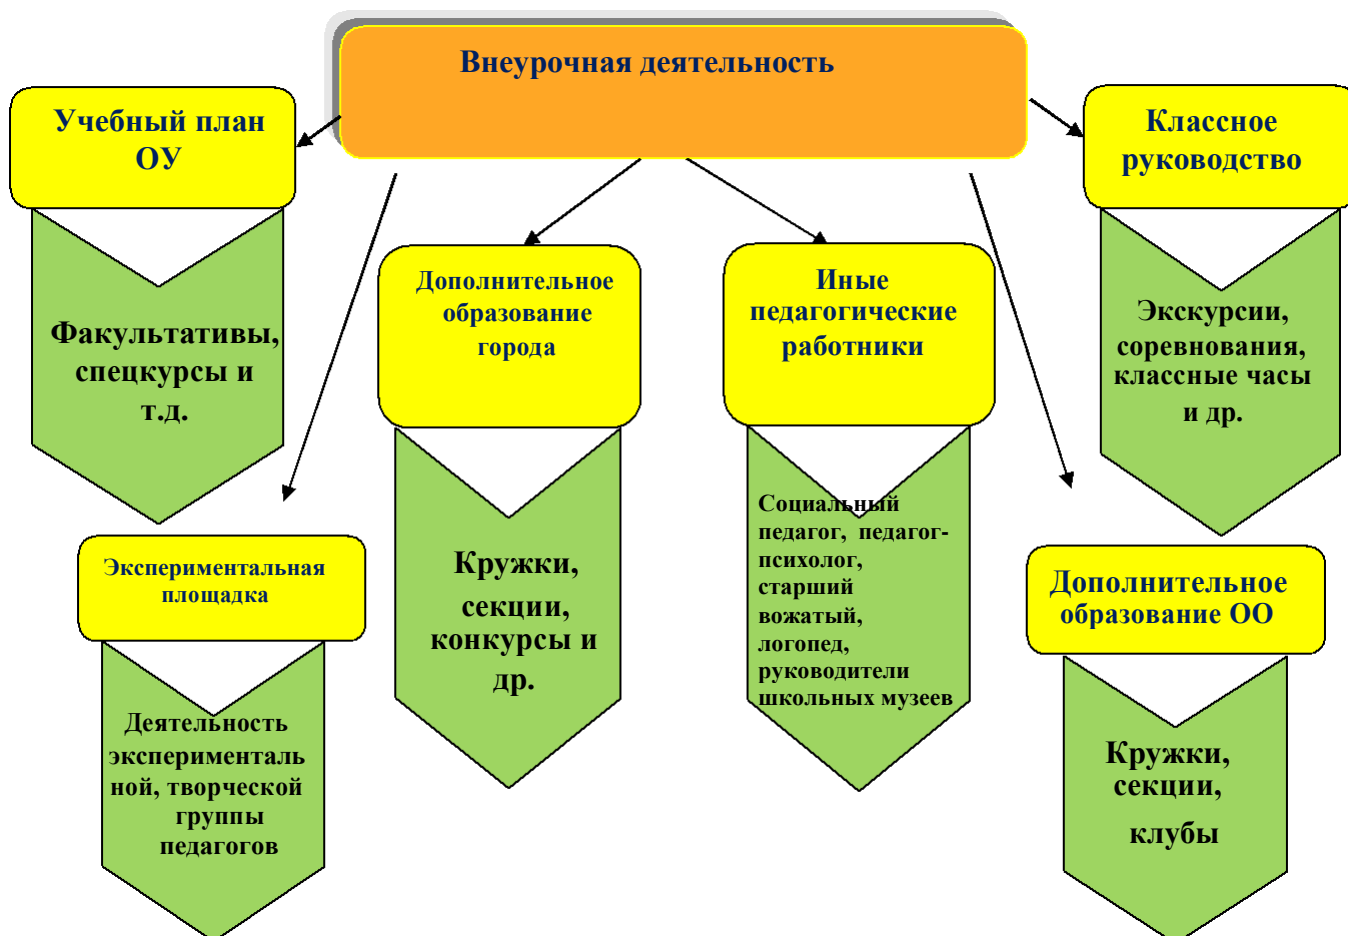 Внеурочная деятельность
Учебный план
ОУ
Факультативы,
спецкурсы и
т.д.
Экспериментальная
площадка
Деятельность
эксперименталь
ной, творческой
группы
педагогов
Дополнительное
образование
города
Кружки,
секции,
конкурсы и
др.
Иные
педагогические
работники
Социальный
педагог, педагог-
психолог,
старший
вожатый,
логопед,
руководители
школьных музеев
Классное
руководство
Экскурсии,
соревнования,
классные часы
и др.
Дополнительное
образование ОО
Кружки,
секции,
клубы